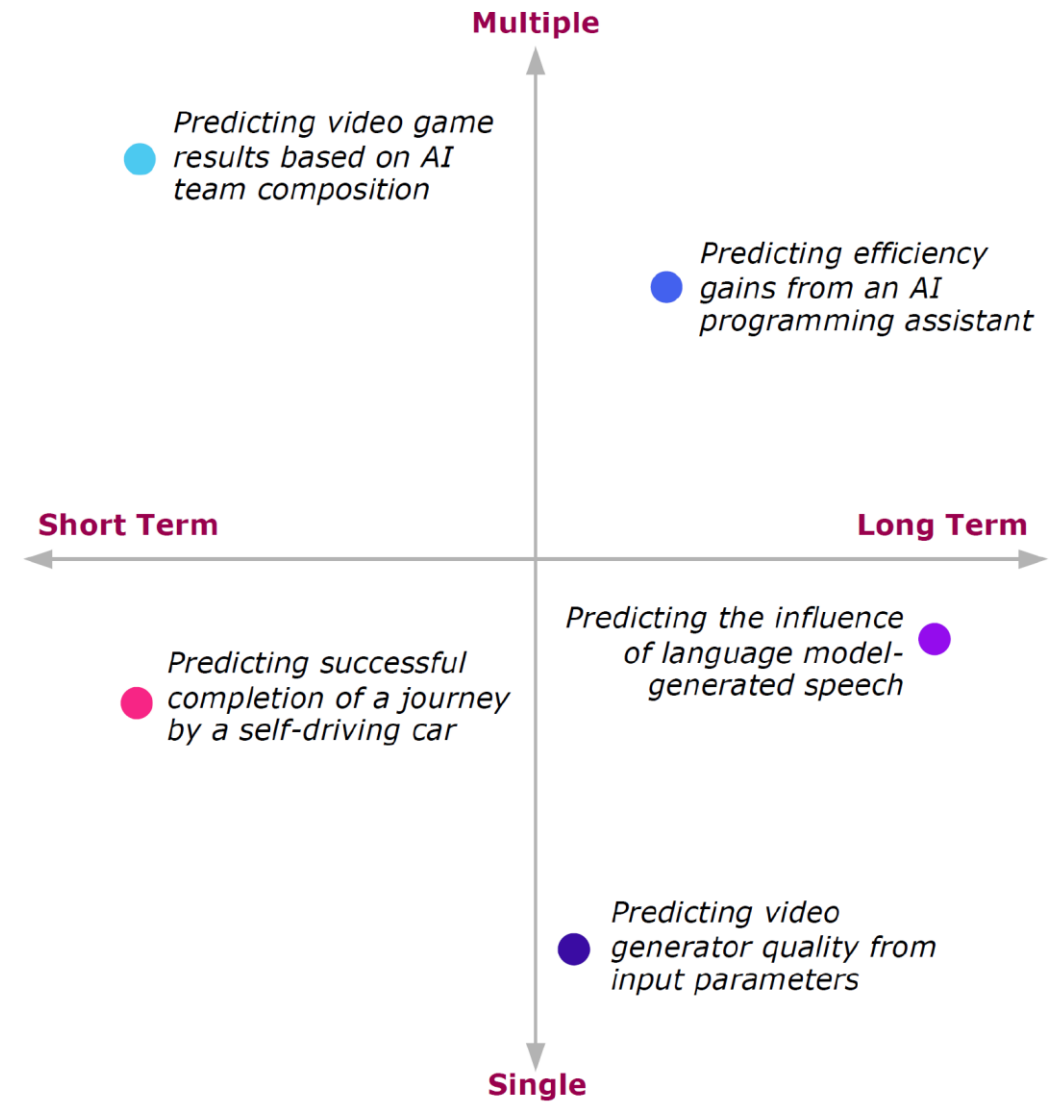 Multiple
Predicting video game
results based on AI
team composition
Predicting efficiency
gains from an AI
programming assistant
Short Term
Long Term
Predicting the influence
of language model-
generated speech
Predicting successful
completion of a journey
by a self-driving car
Predicting video
generator quality from
input parameters
Single